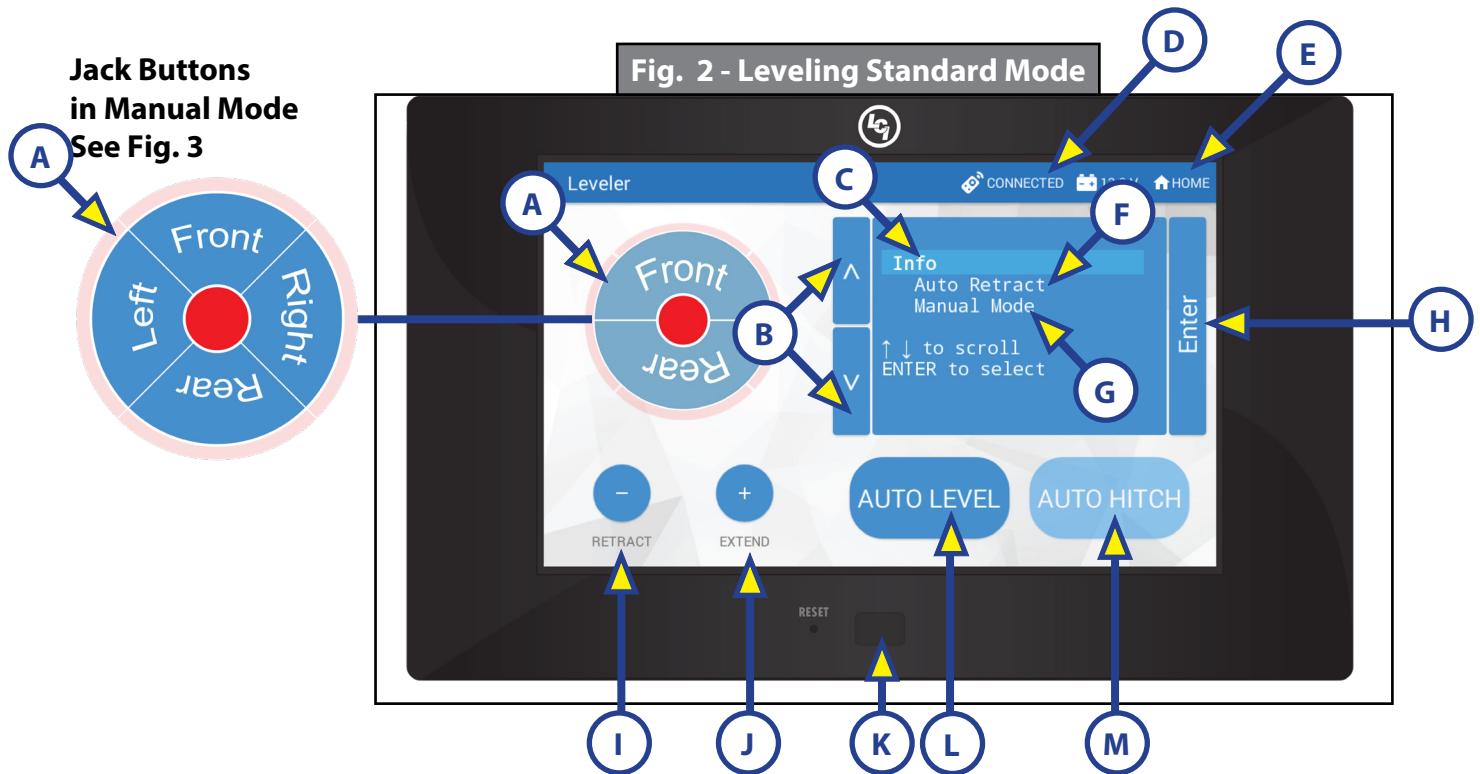 Jack Buttons
in Manual Mode
See Fig. 3
A
Front
Left
Right
Rear
Fig. 2 - Leveling Standard Mode
D
E
LCI
Leveler
CONNECTED
V
HOME
A
C
F
Front
Rear
B
Info
Auto Retract
Manual Mode
↑ ↓ to scroll
ENTER to select
Enter
G
H
RETRACT
EXTEND
AUTO LEVEL
AUTO HITCH
RESET
I
J
K
L
M